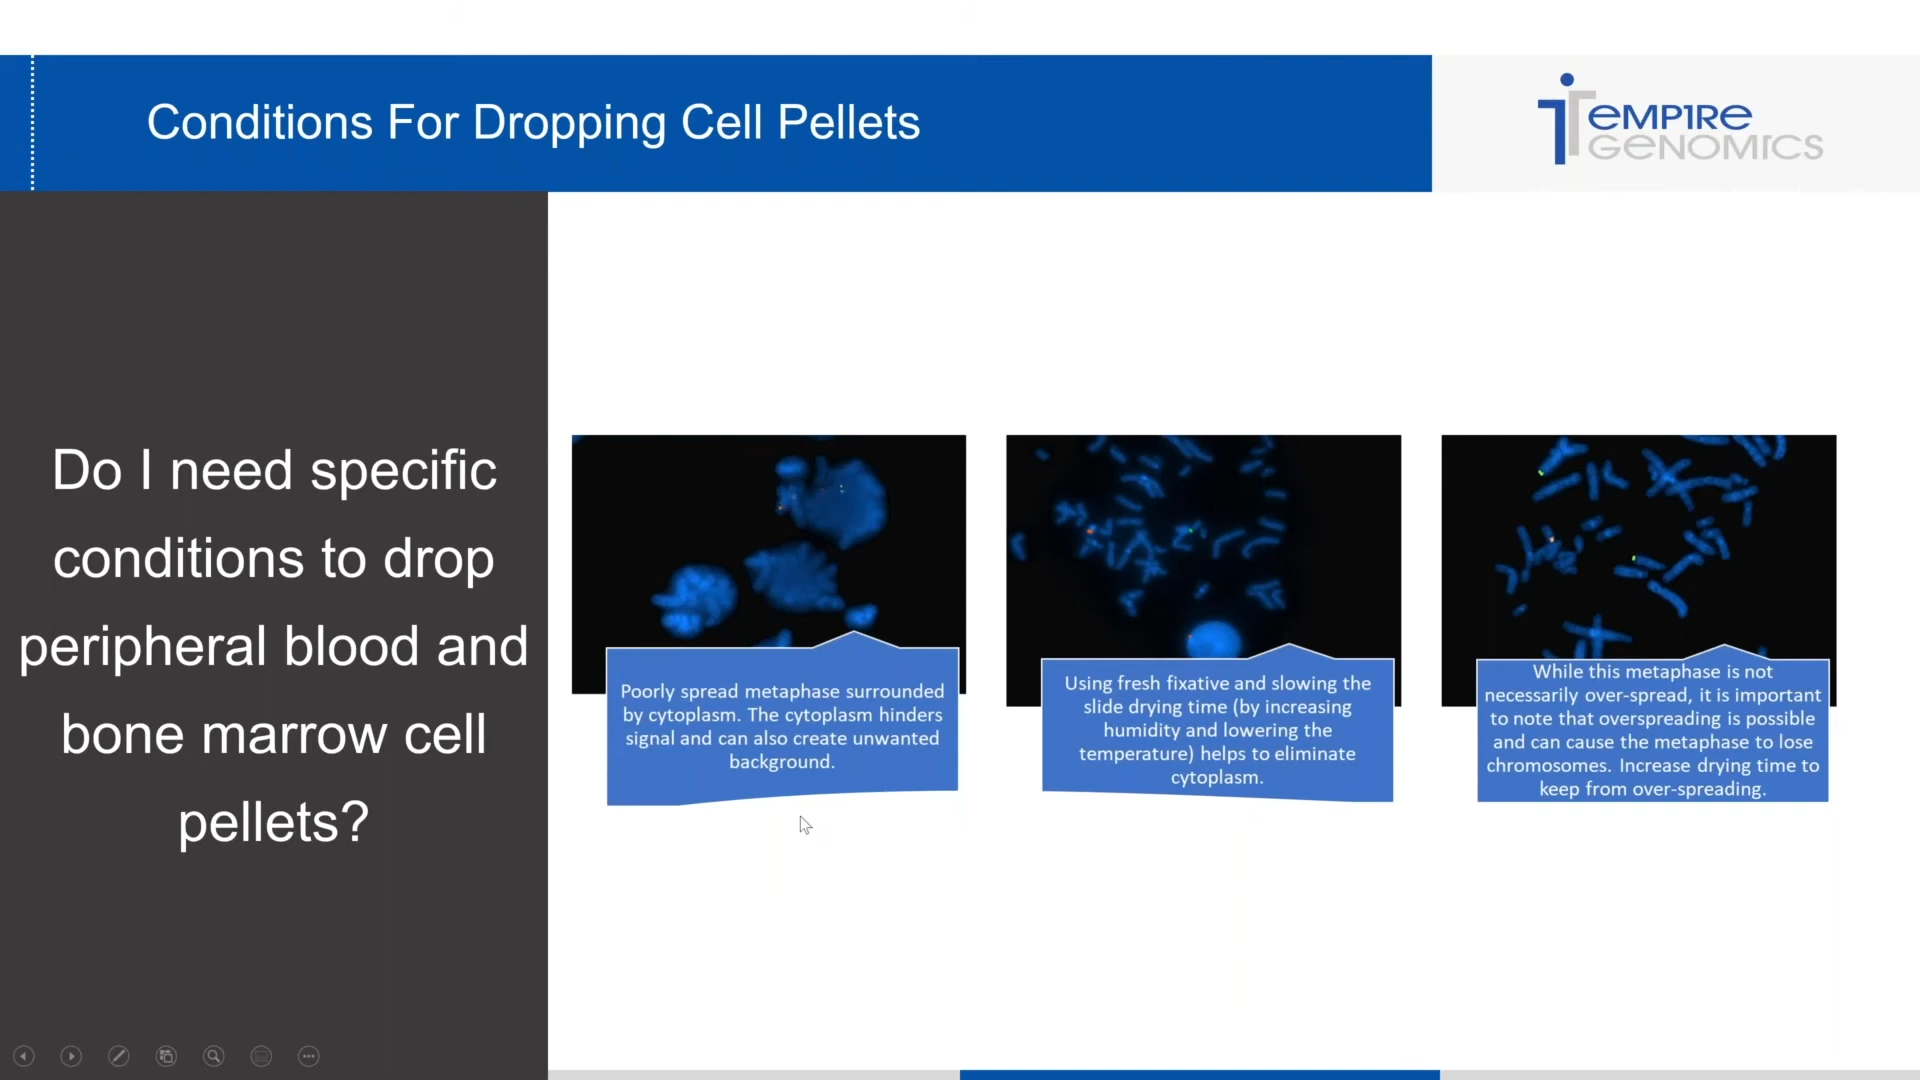 Conditions For Dropping Cell Pellets
EMPIRE
GENOMICS
Do I need specific
conditions to drop
peripheral blood and
bone marrow cell
pellets?
Poorly spread metaphase surrounded
by cytoplasm. The cytoplasm hinders
signal and can also create unwanted
background.
Using fresh fixative and slowing the
slide drying time (by increasing
humidity and lowering the
temperature) helps to eliminate
cytoplasm.
While this metaphase is not
necessarily over-spread, it is important
to note that overspreading is possible
and can cause the metaphase to lose
chromosomes. Increase drying time to
keep from over-spreading.